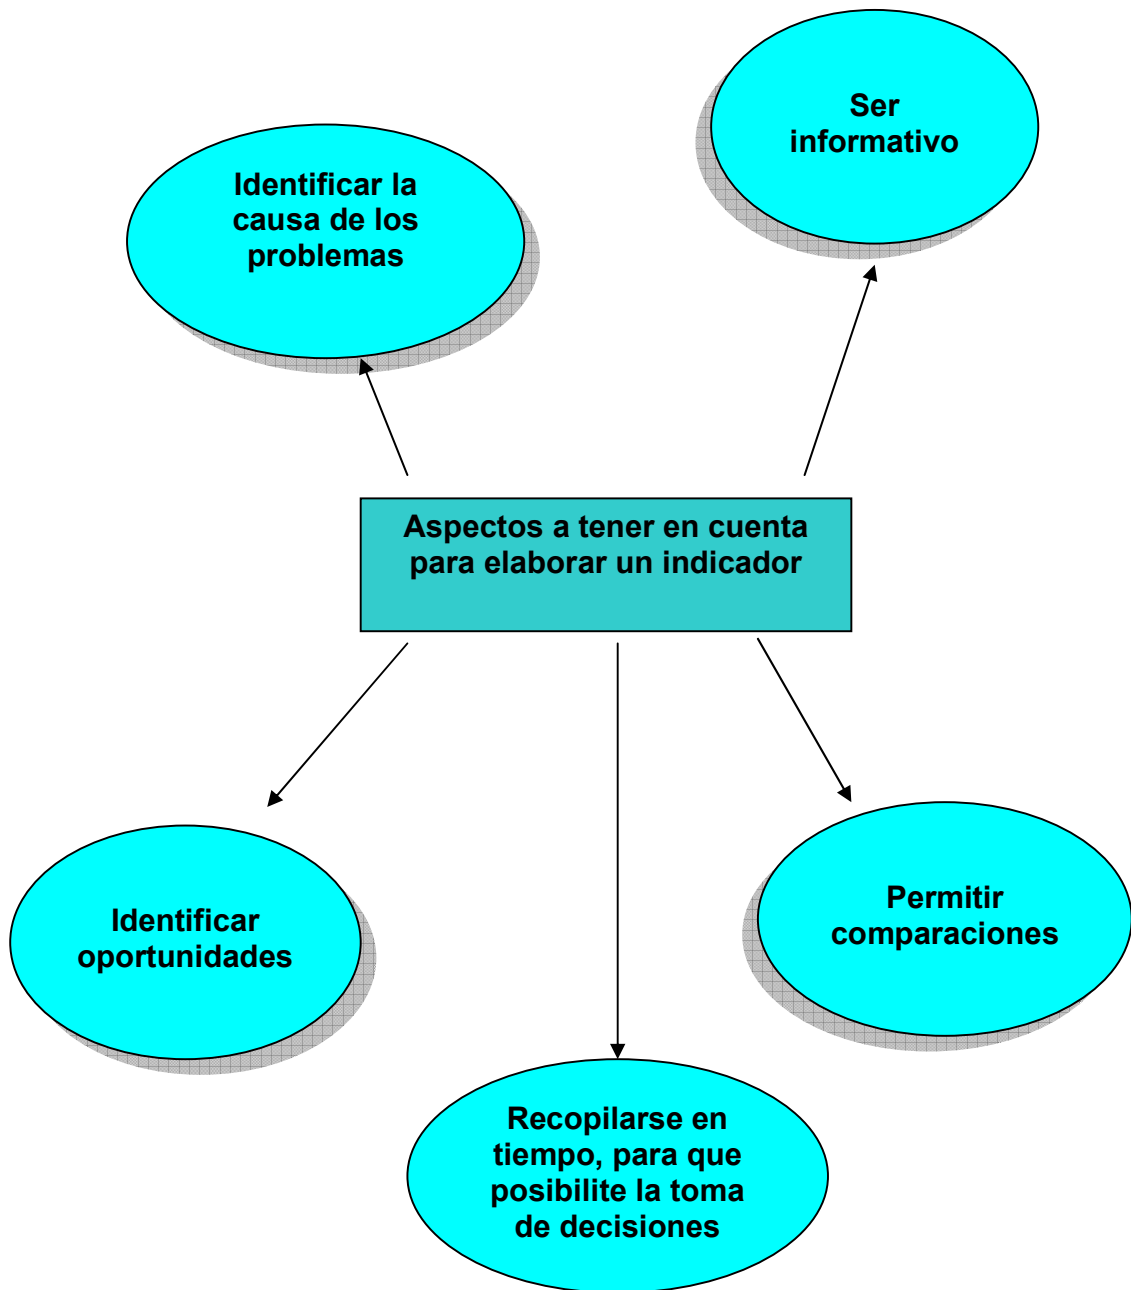 Ser
informativo
Identificar la
causa de los
problemas
Aspectos a tener en cuenta
para elaborar un indicador
Identificar
oportunidades
Permitir
comparaciones
Recopilarse en
tiempo, para que
posibilite la toma
de decisiones